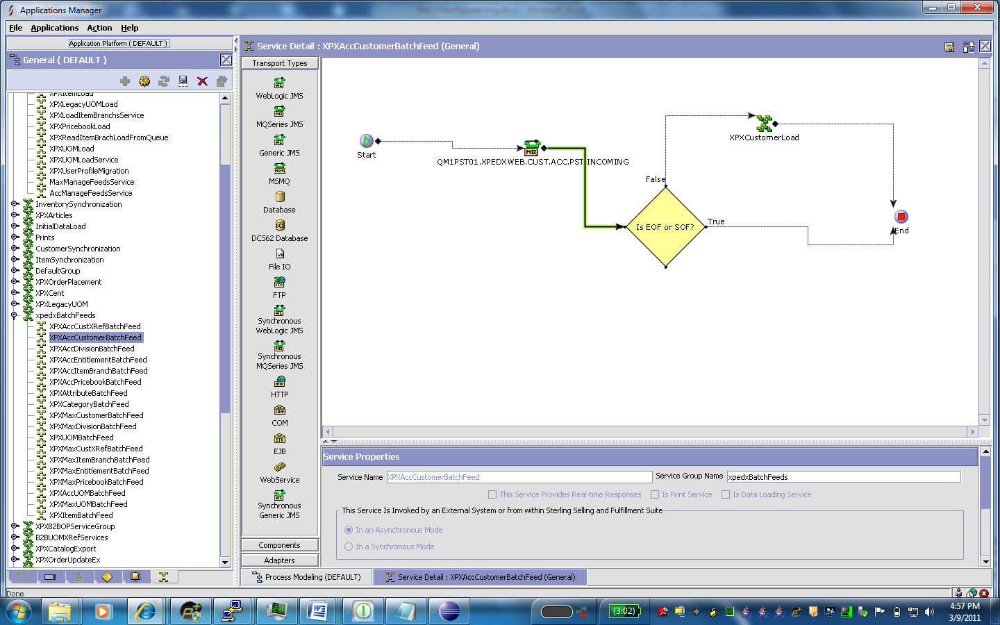 Applications Manager
File Applications Action Help
Application Platform ( DEFAULT )
General ( DEFAULT )
XPXItemLoad
XPXLegacyUOMLoad
XPXLoadItemBranchsService
XPXPricebookLoad
XPXReadItemBrachLoadFromQueue
XPXUOMLoad
XPXUOMLoadService
XPXUserProfileMigration
MaxManageFeedsService
AccManageFeedsService
InventorySynchronization
XPXArticles
InitialDataLoad
Prints
CustomerSynchronization
ItemSynchronization
DefaultGroup
XPXOrderPlacement
XPXCent
XPXLegacyUOM
xpedxBatchFeeds
XPXAccCustXRefBatchFeed
XPXAccCustomerBatchFeed
XPXAccDivisionBatchFeed
XPXAccEntitlementBatchFeed
XPXAccItemBranchBatchFeed
XPXAccPricebookBatchFeed
XPXAttributeBatchFeed
XPXCategoryBatchFeed
XPXMaxCustomerBatchFeed
XPXMaxDivisionBatchFeed
XPXUOMBatchFeed
XPXMaxCustXRefBatchFeed
XPXMaxItemBranchBatchFeed
XPXMaxEntitlementBatchFeed
XPXMaxPricebookBatchFeed
XPXAccUOMBatchFeed
XPXMaxUOMBatchFeed
XPXItemBatchFeed
XPXB2BOPServiceGroup
B2BUOMXRefServices
XPXCatalogExport
XPXOrderUpdateEx
Service Detail : XPXAccCustomerBatchFeed (General)
Transport Types
WebLogic JMS
MQSeries JMS
Generic JMS
MSMQ
Database
DCS62 Database
File IO
FTP
Synchronous
WebLogic JMS
Synchronous
MQSeries JMS
HTTP
COM
EJB
WebService
Synchronous
Generic JMS
Components
Adapters
Start
QM1PST01.XPEDXWEB.CUST.ACC.PST.INCOMING
XPXCustomerLoad
False
Is EOF or SOF?
True
End
Service Properties
Service Name XPXAccCustomerBatchFeed Service Group Name xpedxBatchFeeds
This Service Provides Real-time Responses Is Print Service Is Data Loading Service
This Service Is Invoked by an External System or from within Sterling Selling and Fulfillment Suite
In an Asynchronous Mode
In a Synchronous Mode
Process Modeling (DEFAULT) Service Detail : XPXAccCustomerBatchFeed (General)
Done
(3:02)
4:57 PM
3/9/2011